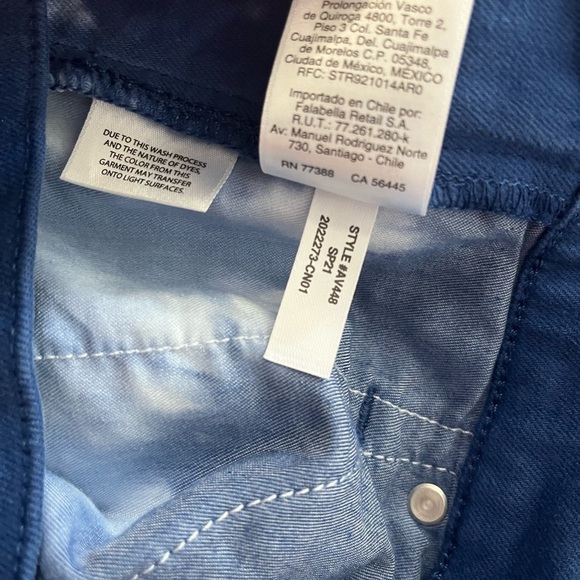 Prolongación Vasco
de Quiroga 4800, Torre 2,
Piso 3 Col. Santa Fe
Cuajimalpa, Del. Cuajimalpa
de Morelos C.P. 05348,
Ciudad de México, MEXICO
RFC: STR921014AR0
Importado en Chile por:
Falabella Retail S.A.
R.U.T.: 77.261.280-k
Av: Manuel Rodríguez Norte
730, Santiago - Chile
RN 77388 CA 56445
DUE TO THIS WASH PROCESS
AND THE NATURE OF DYES,
THE COLOR FROM THIS
GARMENT MAY TRANSFER
ONTO LIGHT SURFACES.
STYLE #AV448
SP21
2022273-CN01